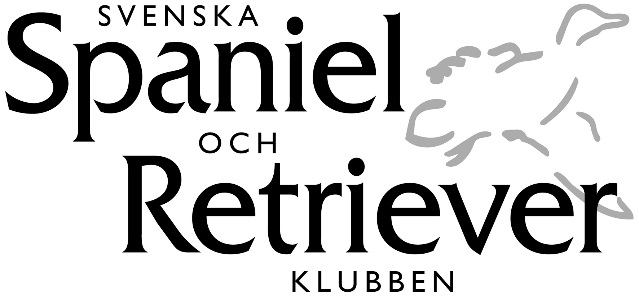 SVENSKA
Spaniel
OCH
Retriever
KLUBBEN